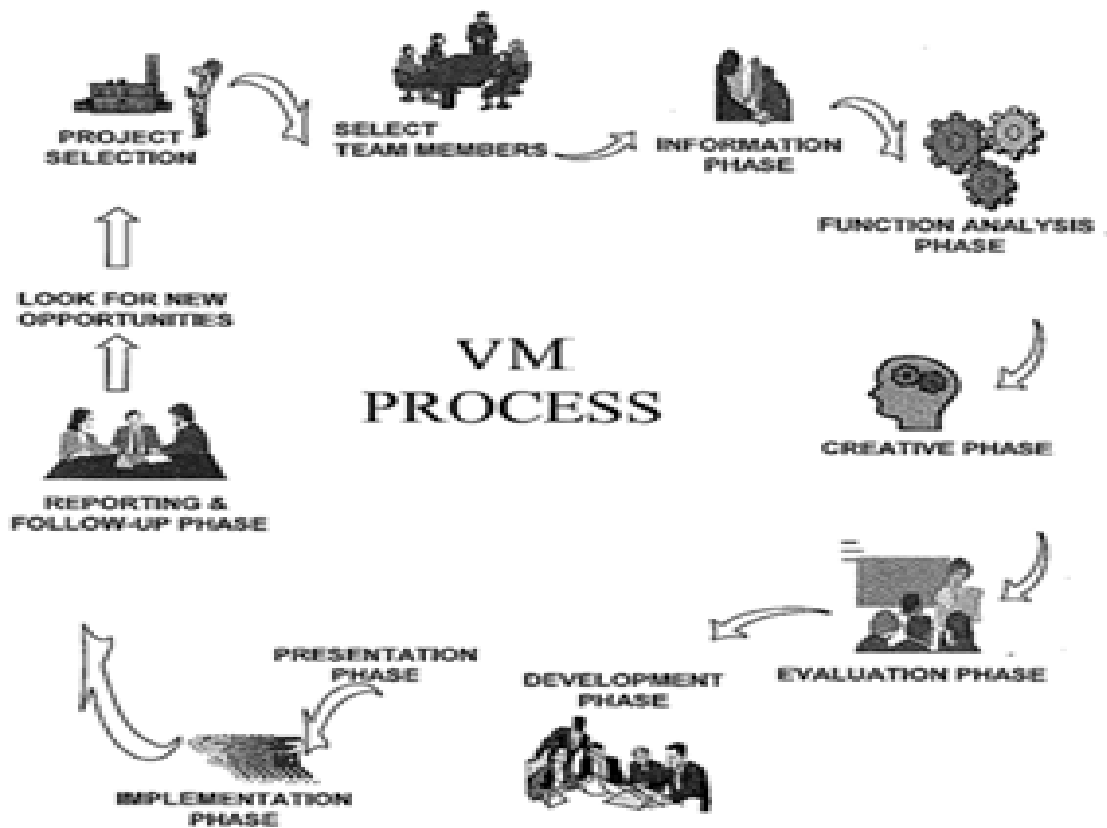 PROJECT
SELECTION
SELECT
TEAM MEMBERS
INFORMATION
PHASE
FUNCTION ANALYSIS
PHASE
CREATIVE PHASE
EVALUATION PHASE
DEVELOPMENT
PHASE
PRESENTATION
PHASE
IMPLEMENTATION
PHASE
REPORTING &
FOLLOW-UP PHASE
LOOK FOR NEW
OPPORTUNITIES
VM
PROCESS